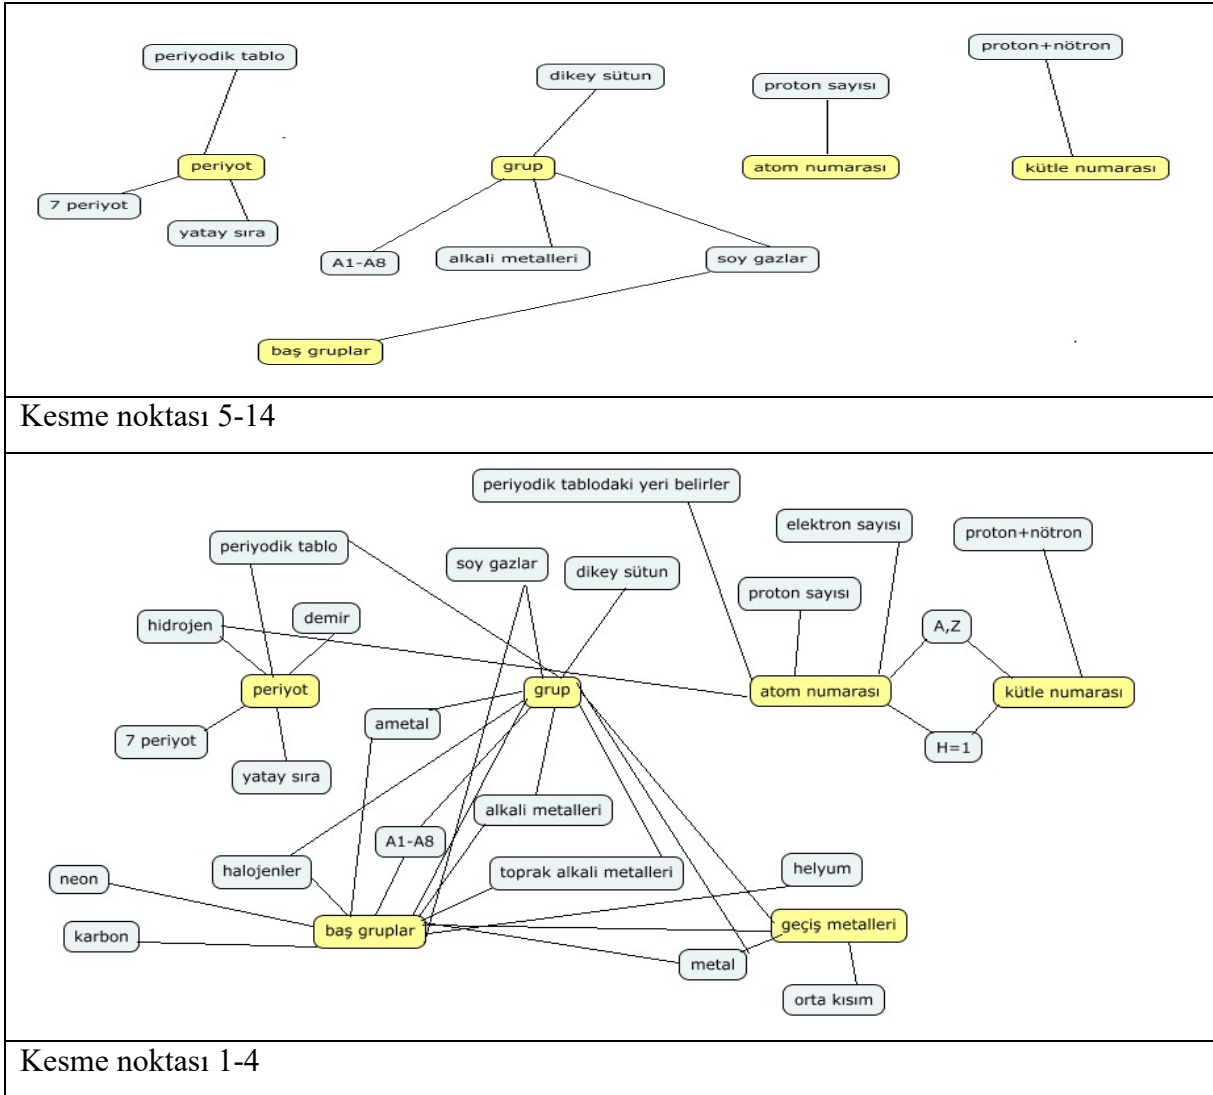 periyodik tablo
dikey sütun
proton sayısı
proton+nötron
periyot
grup
atom numarası
kütle numarası
7 periyot
yatay sıra
A1-A8
alkali metalleri
soy gazlar
baş gruplar
Kesme noktası 5-14
periyodik tablodaki yeri belirler
elektron sayısı
proton+nötron
periyodik tablo
soy gazlar
dikey sütun
proton sayısı
hidrojen
demir
A,Z
periyot
grup
atom numarası
kütle numarası
ametal
7 periyot
H=1
yatay sıra
alkali metalleri
A1-A8
halojenler
toprak alkali metalleri
helyum
neon
baş gruplar
geçiş metalleri
karbon
metal
orta kısım
Kesme noktası 1-4